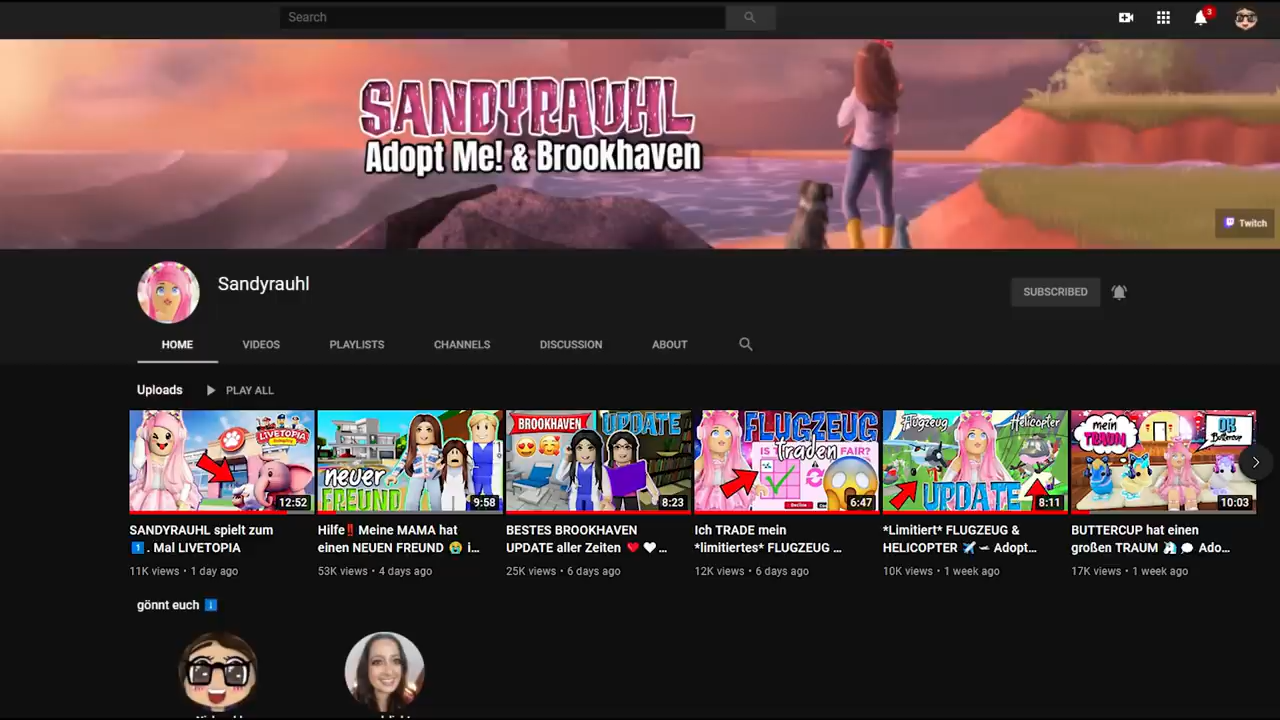 Search
3
SANDYRAUHL
Adopt Me! & Brookhaven
Twitch
Sandyrauhl
SUBSCRIBED
HOME
VIDEOS
PLAYLISTS
CHANNELS
DISCUSSION
ABOUT
Uploads
PLAY ALL
LIVETOPIA
12:52
neuer
FREUND
9:58
BROOKHAVEN
UPDATE
8:23
FLUGZEUG
IS Traden FAIR?
6:47
Flugzeug
Helicopter
UPDATE
8:11
mein
TRAUM
Buttercup
10:03
SANDYRAUHL spielt zum
1️⃣. Mal LIVETOPIA
11K views • 1 day ago
Hilfe‼️ Meine MAMA hat
einen NEUEN FREUND 😭 i...
53K views • 4 days ago
BESTES BROOKHAVEN
UPDATE aller Zeiten ❤️🤍...
25K views • 6 days ago
Ich TRADE mein
*limitiertes* FLUGZEUG ...
12K views • 6 days ago
*Limitiert* FLUGZEUG &
HELICOPTER ✈️🛩 Adopt...
10K views • 1 week ago
BUTTERCUP hat einen
großen TRAUM 🦄💭 Ado...
17K views • 1 week ago
gönnt euch ℹ️